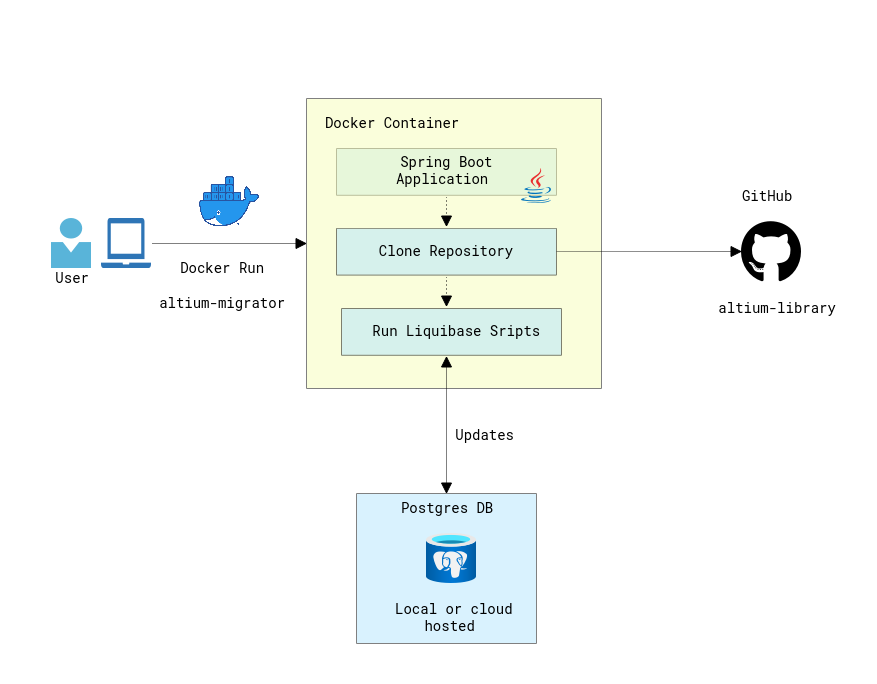 Docker Container
Spring Boot
Application
GitHub
Clone Repository
User
Docker Run
altium-migrator
altium-library
Run Liquibase Sripts
Updates
Postgres DB
Local or cloud
hosted